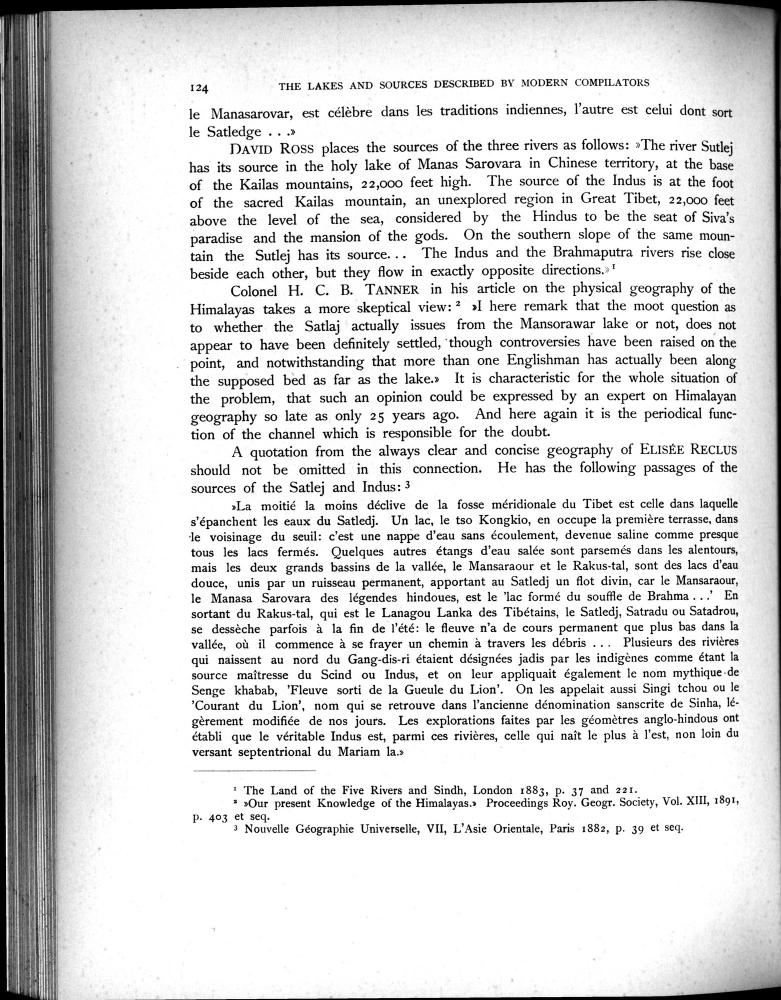 124 THE LAKES AND SOURCES DESCRIBED BY MODERN COMPILATORS
le Manasarovar, est célèbre dans les traditions indiennes, l'autre est celui dont sort
le Satledge . . .»
DAVID ROSS places the sources of the three rivers as follows: »The river Sutlej
has its source in the holy lake of Manas Sarovara in Chinese territory, at the base
of the Kailas mountains, 22,000 feet high. The source of the Indus is at the foot
of the sacred Kailas mountain, an unexplored region in Great Tibet, 22,000 feet
above the level of the sea, considered by the Hindus to be the seat of Siva's
paradise and the mansion of the gods. On the southern slope of the same moun-
tain the Sutlej has its source... The Indus and the Brahmaputra rivers rise close
beside each other, but they flow in exactly opposite directions.» ¹
Colonel H. C. B. TANNER in his article on the physical geography of the
Himalayas takes a more skeptical view: ² »I here remark that the moot question as
to whether the Satlaj actually issues from the Mansorawar lake or not, does not
appear to have been definitely settled, though controversies have been raised on the
point, and notwithstanding that more than one Englishman has actually been along
the supposed bed as far as the lake.» It is characteristic for the whole situation of
the problem, that such an opinion could be expressed by an expert on Himalayan
geography so late as only 25 years ago. And here again it is the periodical func-
tion of the channel which is responsible for the doubt.
A quotation from the always clear and concise geography of ELISÉE RECLUS
should not be omitted in this connection. He has the following passages of the
sources of the Satlej and Indus: ³
»La moitié la moins déclive de la fosse méridionale du Tibet est celle dans laquelle
s'épanchent les eaux du Satledj. Un lac, le tso Kongkio, en occupe la première terrasse, dans
le voisinage du seuil: c'est une nappe d'eau sans écoulement, devenue saline comme presque
tous les lacs fermés. Quelques autres étangs d'eau salée sont parsemés dans les alentours,
mais les deux grands bassins de la vallée, le Mansaraour et le Rakus-tal, sont des lacs d'eau
douce, unis par un ruisseau permanent, apportant au Satledj un flot divin, car le Mansaraour,
le Manasa Sarovara des légendes hindoues, est le 'lac formé du souffle de Brahma . . .' En
sortant du Rakus-tal, qui est le Lanagou Lanka des Tibétains, le Satledj, Satradu ou Satadrou,
se dessèche parfois à la fin de l'été: le fleuve n'a de cours permanent que plus bas dans la
vallée, où il commence à se frayer un chemin à travers les débris . . . Plusieurs des rivières
qui naissent au nord du Gang-dis-ri étaient désignées jadis par les indigènes comme étant la
source maîtresse du Scind ou Indus, et on leur appliquait également le nom mythique de
Senge khabab, 'Fleuve sorti de la Gueule du Lion'. On les appelait aussi Singi tchou ou le
'Courant du Lion', nom qui se retrouve dans l'ancienne dénomination sanscrite de Sinha, lé-
gèrement modifiée de nos jours. Les explorations faites par les géomètres anglo-hindous ont
établi que le véritable Indus est, parmi ces rivières, celle qui naît le plus à l'est, non loin du
versant septentrional du Mariam la.»
¹ The Land of the Five Rivers and Sindh, London 1883, p. 37 and 221.
² »Our present Knowledge of the Himalayas.» Proceedings Roy. Geogr. Society, Vol. XIII, 1891,
p. 403 et seq.
³ Nouvelle Géographie Universelle, VII, L'Asie Orientale, Paris 1882, p. 39 et seq.